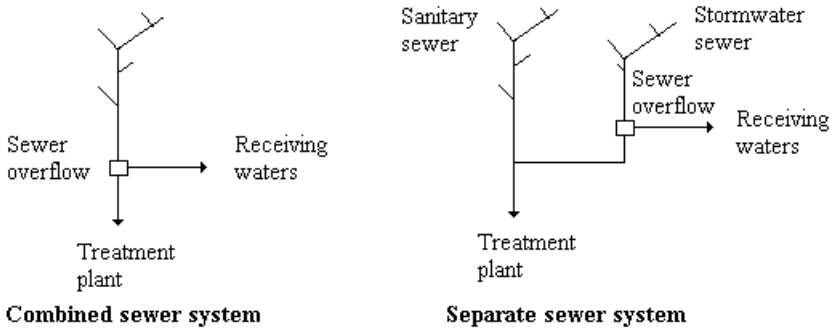 Sewer
overflow
Receiving
waters
Treatment
plant
Combined sewer system
Sanitary
sewer
Stormwater
sewer
Sewer
overflow
Receiving
waters
Treatment
plant
Separate sewer system